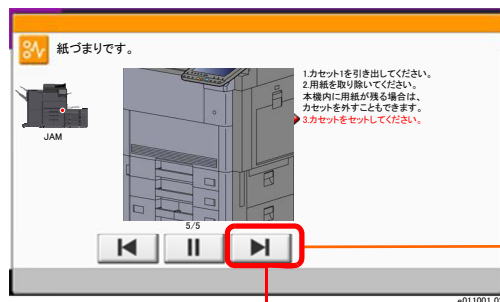 紙づまりです。
1.カセット1を引き出してください。
2.用紙を取り除いてください。
本機内に用紙が残る場合は、
カセットを外すこともできます。
3.カセットをセットしてください。
JAM
5/5